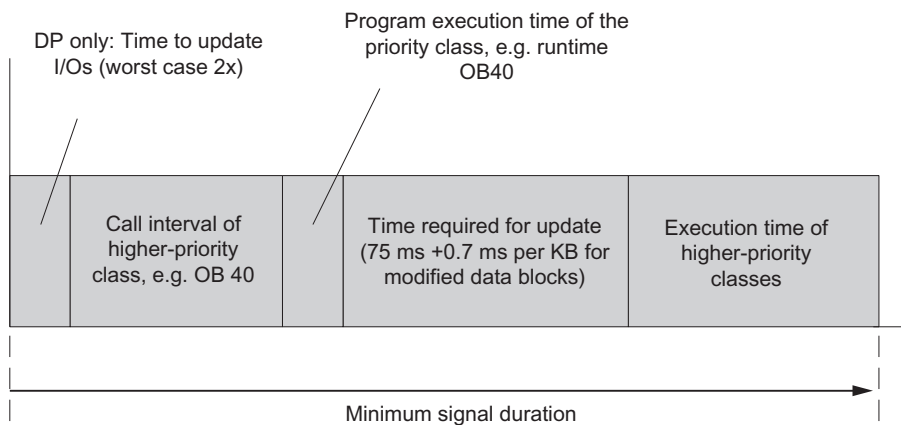 DP only: Time to update
I/Os (worst case 2x)
Program execution time of the
priority class, e.g. runtime
OB40
Call interval of
higher-priority
class, e.g. OB 40
Time required for update
(75 ms +0.7 ms per KB for
modified data blocks)
Execution time of
higher-priority
classes
Minimum signal duration